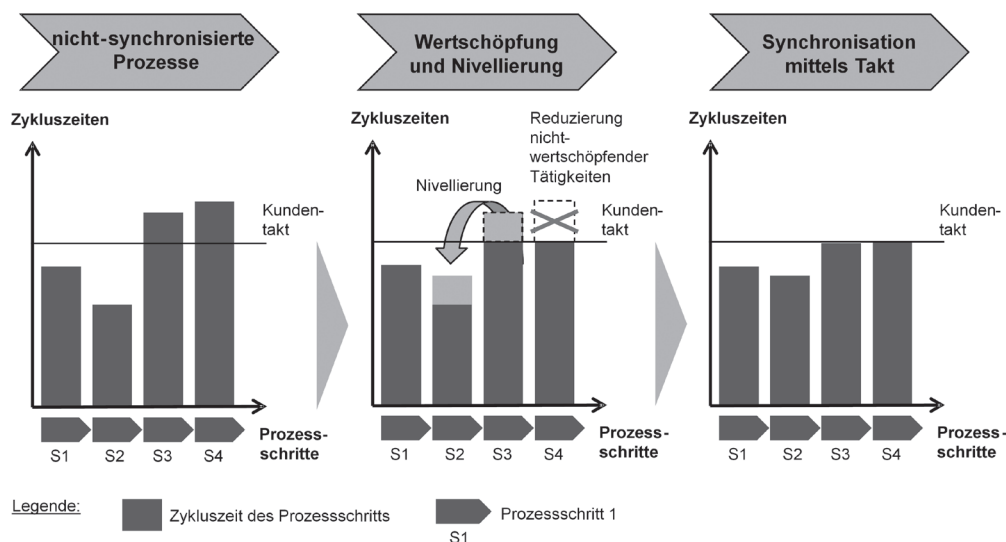 nicht-synchronisierte
Prozesse
Wertschöpfung
und Nivellierung
Synchronisation
mittels Takt
Zykluszeiten
Kunden-
takt
S1
S2
S3
S4
Prozess-
schritte
Zykluszeiten
Reduzierung
nicht-
wertschöpfender
Tätigkeiten
Nivellierung
Kunden-
takt
S1
S2
S3
S4
Prozess-
schritte
Zykluszeiten
Kunden-
takt
S1
S2
S3
S4
Prozess-
schritte
Legende:
Zykluszeit des Prozessschritts
Prozessschritt 1
S1